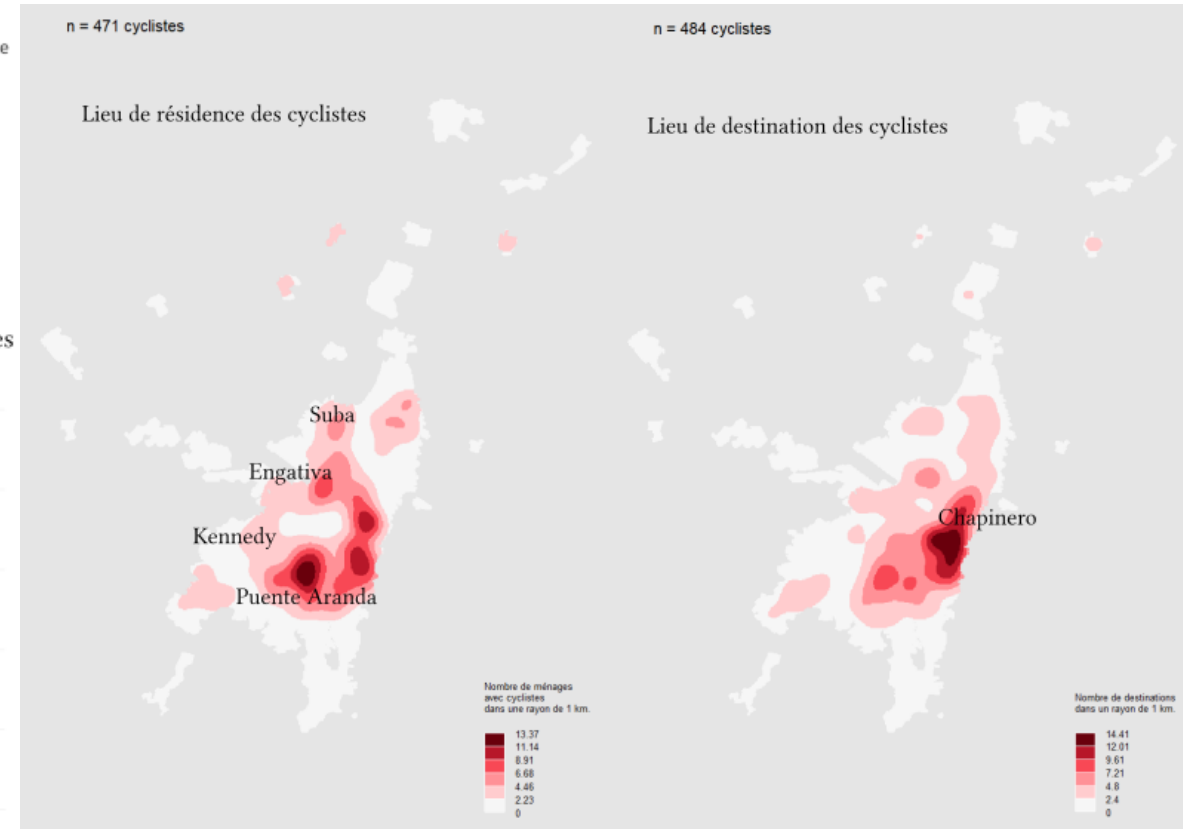 e
es
n = 471 cyclistes
Lieu de résidence des cyclistes
Suba
Engativa
Kennedy
Puente Aranda
Nombre de ménages
avec cyclistes
dans une rayon de 1 km.
13.37
11.14
8.91
6.68
4.46
2.23
0
n = 484 cyclistes
Lieu de destination des cyclistes
Chapinero
Nombre de destinations
dans un rayon de 1 km.
14.41
12.01
9.61
7.21
4.8
2.4
0